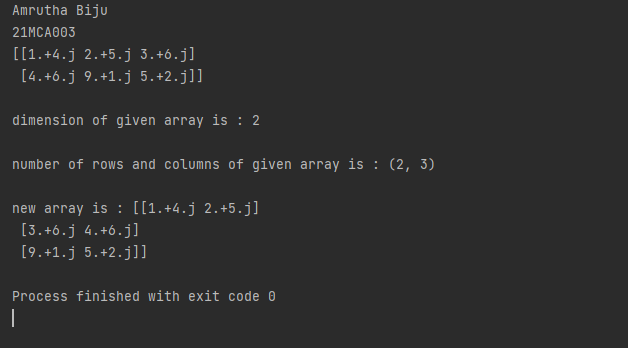 Amrutha Biju
21MCA003
[[1.+4.j 2.+5.j 3.+6.j]
 [4.+6.j 9.+1.j 5.+2.j]]
dimension of given array is : 2
number of rows and columns of given array is : (2, 3)
new array is : [[1.+4.j 2.+5.j]
 [3.+6.j 4.+6.j]
 [9.+1.j 5.+2.j]]
Process finished with exit code 0